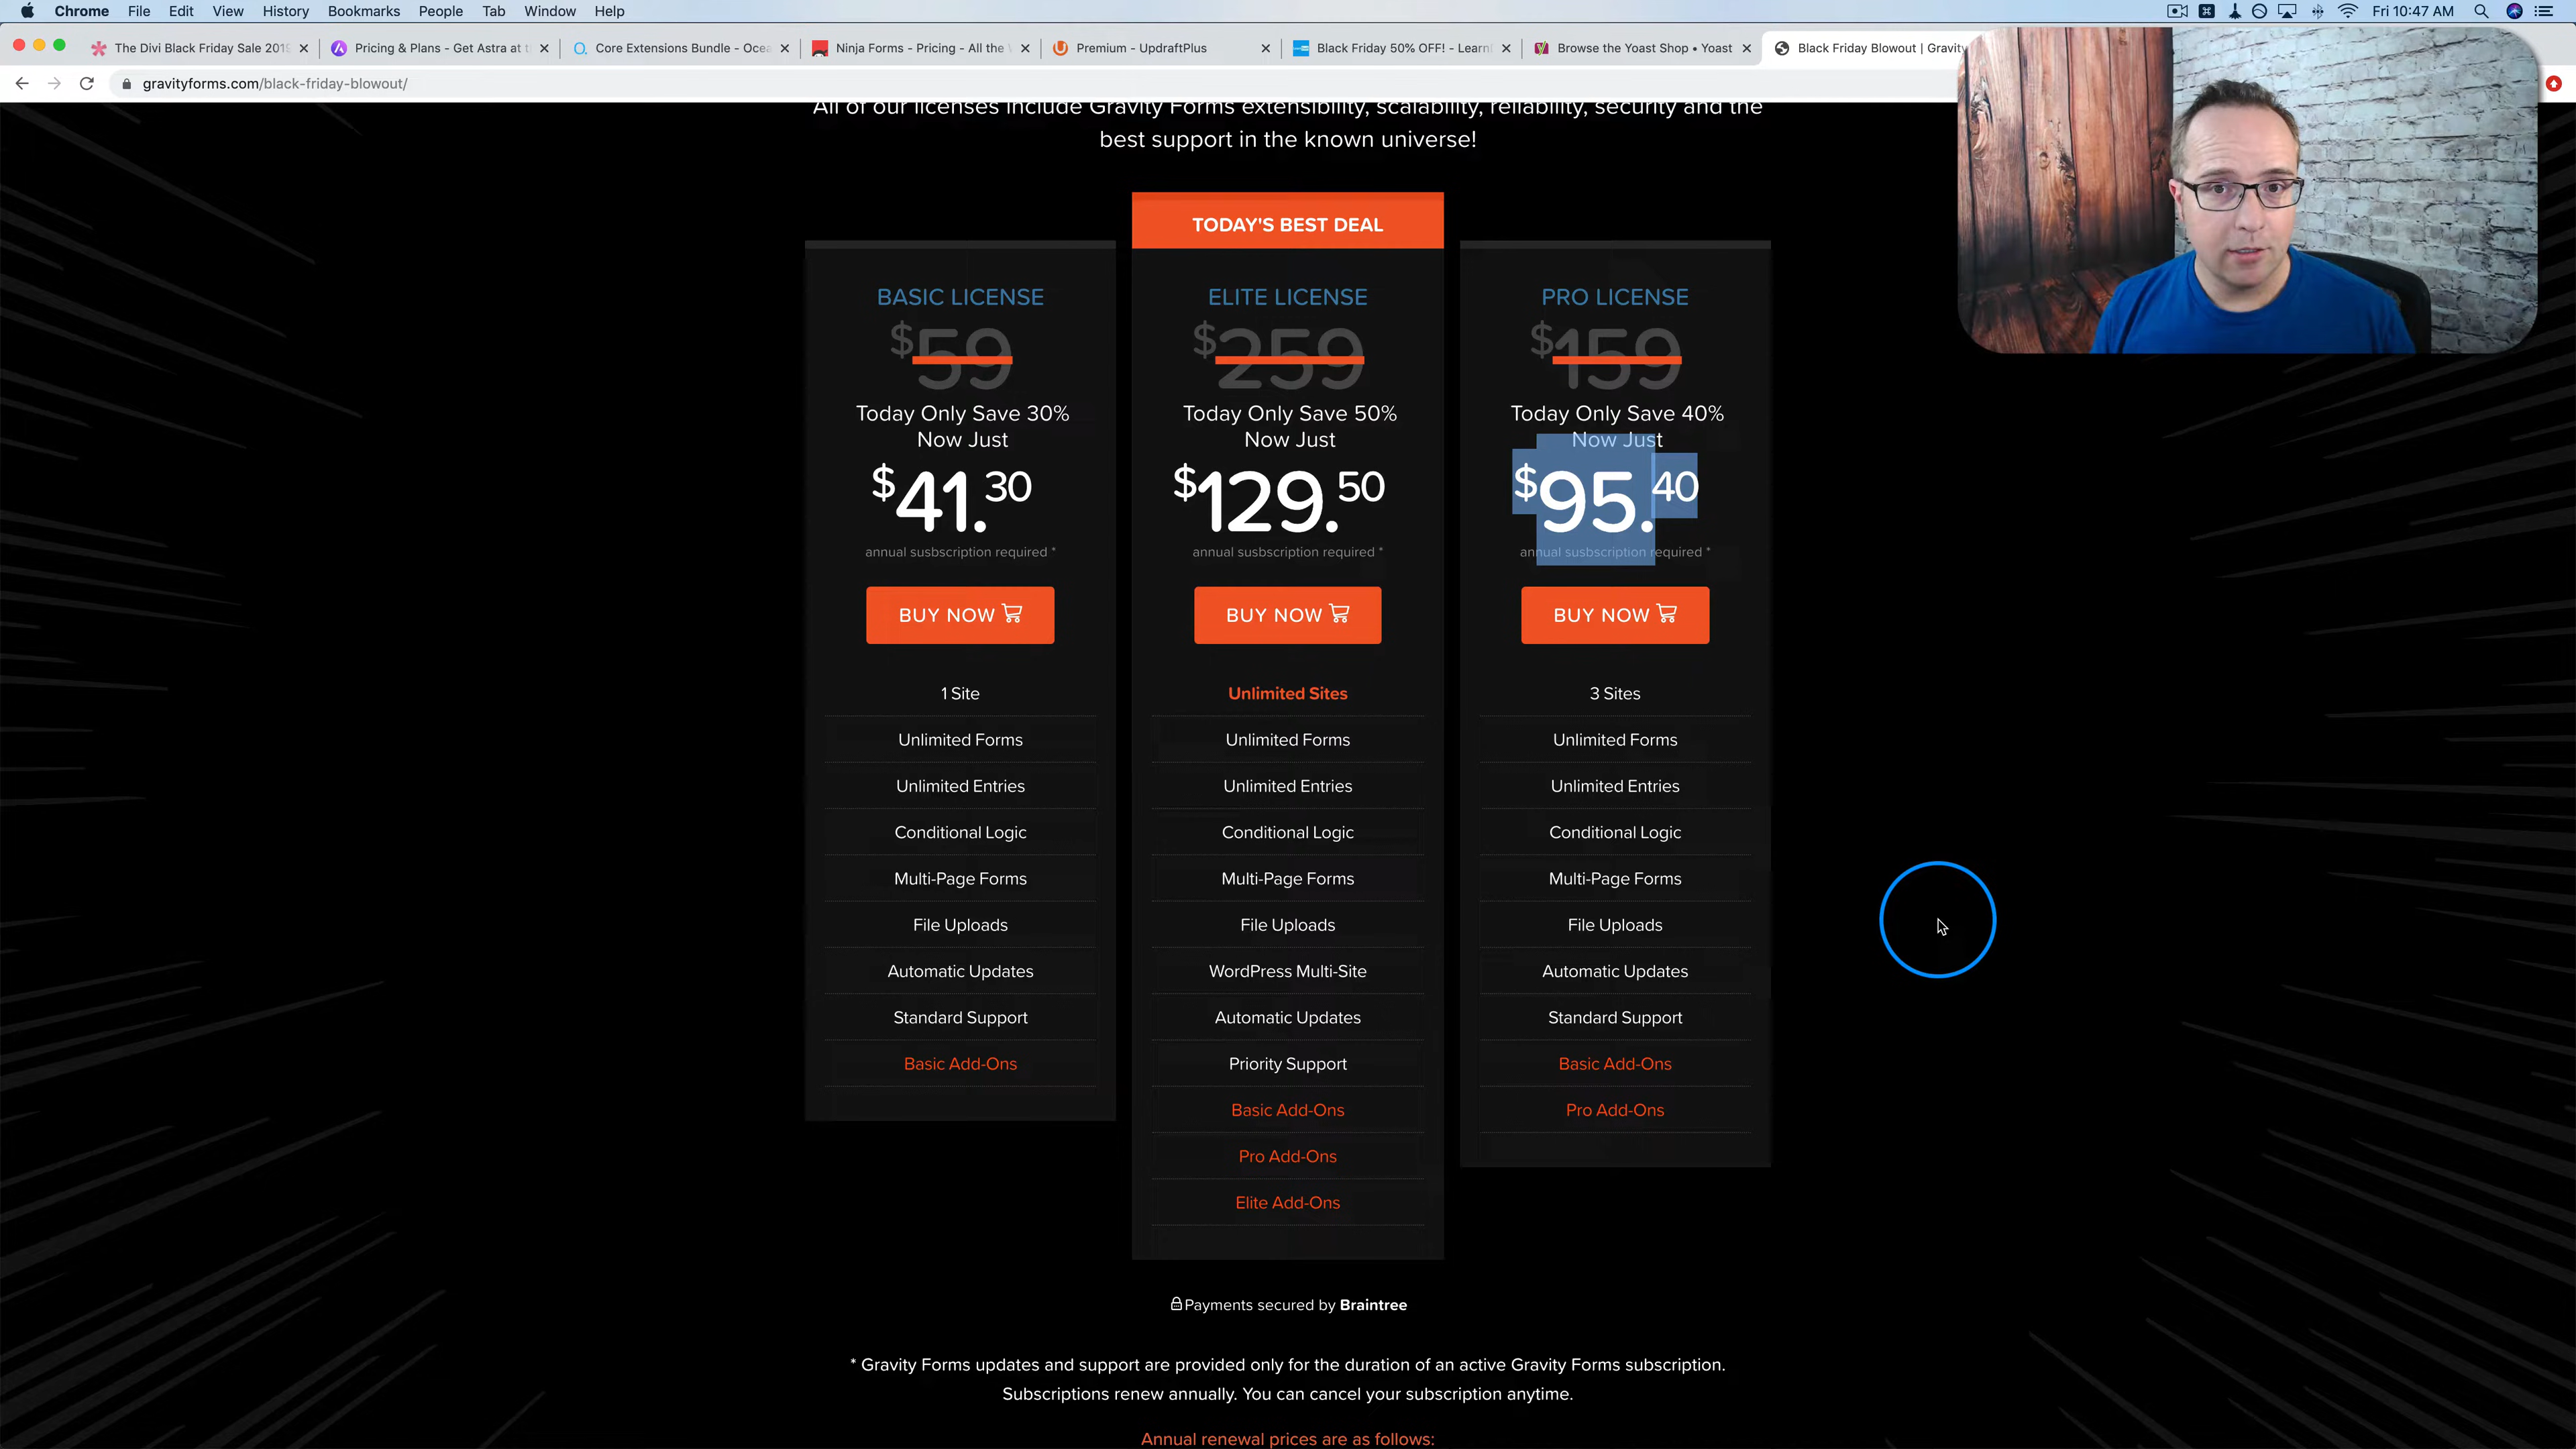 Chrome File Edit View History Bookmarks People Tab Window Help
Fri 10:47 AM
The Divi Black Friday Sale 2019
Pricing & Plans - Get Astra at t
Core Extensions Bundle - Ocea
Ninja Forms - Pricing - All the
Premium - UpdraftPlus
Black Friday 50% OFF! - Learn
Browse the Yoast Shop • Yoast
Black Friday Blowout | Gravity
gravityforms.com/black-friday-blowout/
All of our licenses include Gravity Forms extensibility, scalability, reliability, security and the
best support in the known universe!
TODAY'S BEST DEAL
BASIC LICENSE
$59
Today Only Save 30%
Now Just
$41.30
annual susbscription required *
BUY NOW
1 Site
Unlimited Forms
Unlimited Entries
Conditional Logic
Multi-Page Forms
File Uploads
Automatic Updates
Standard Support
Basic Add-Ons
ELITE LICENSE
$259
Today Only Save 50%
Now Just
$129.50
annual susbscription required *
BUY NOW
Unlimited Sites
Unlimited Forms
Unlimited Entries
Conditional Logic
Multi-Page Forms
File Uploads
WordPress Multi-Site
Automatic Updates
Priority Support
Basic Add-Ons
Pro Add-Ons
Elite Add-Ons
PRO LICENSE
$159
Today Only Save 40%
Now Just
$95.40
annual susbscription required *
BUY NOW
3 Sites
Unlimited Forms
Unlimited Entries
Conditional Logic
Multi-Page Forms
File Uploads
Automatic Updates
Standard Support
Basic Add-Ons
Pro Add-Ons
Payments secured by Braintree
* Gravity Forms updates and support are provided only for the duration of an active Gravity Forms subscription.
Subscriptions renew annually. You can cancel your subscription anytime.
Annual renewal prices are as follows: